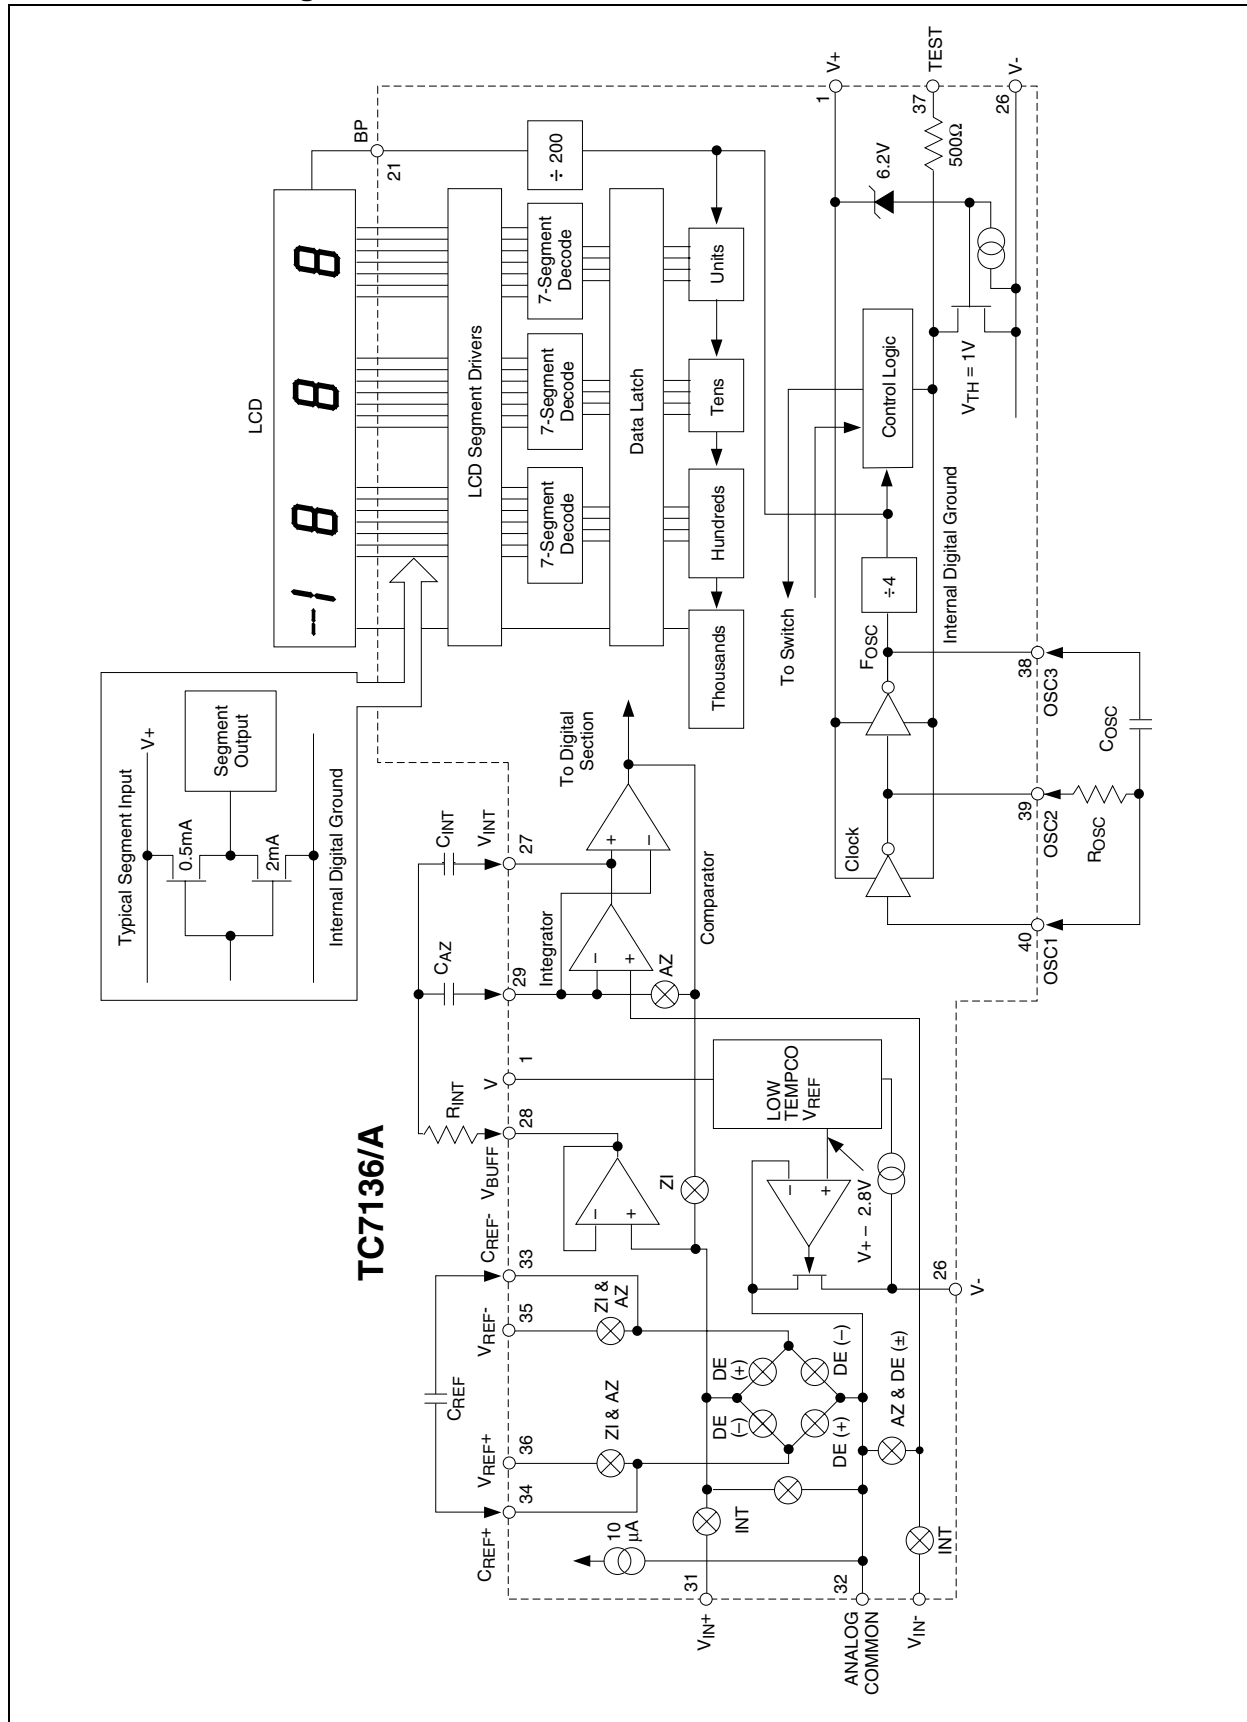 TC7136/A
Typical Segment Input
V+
0.5mA
2mA
Segment
Output
Internal Digital Ground
LCD
BP
21
LCD Segment Drivers
7-Segment
Decode
7-Segment
Decode
7-Segment
Decode
÷ 200
Data Latch
Thousands
Hundreds
Tens
Units
CREF
RINT
CAZ
CINT
CREF+
34
VREF+
36
VREF-
35
CREF-
33
VBUFF
28
V
1
29
VINT
27
Integrator
To Digital
Section
10
µA
ZI & AZ
ZI &
AZ
ZI
AZ
Comparator
To Switch
VIN+
31
INT
DE
(–)
DE
(+)
DE (+)
DE (–)
LOW
TEMPCO
VREF
V+ – 2.8V
ANALOG
COMMON
32
AZ & DE (±)
VIN-
INT
26
V-
Clock
FOSC
÷4
Control Logic
Internal Digital Ground
VTH = 1V
6.2V
500Ω
1
V+
37
TEST
26
V-
40
OSC1
39
OSC2
38
OSC3
ROSC
COSC